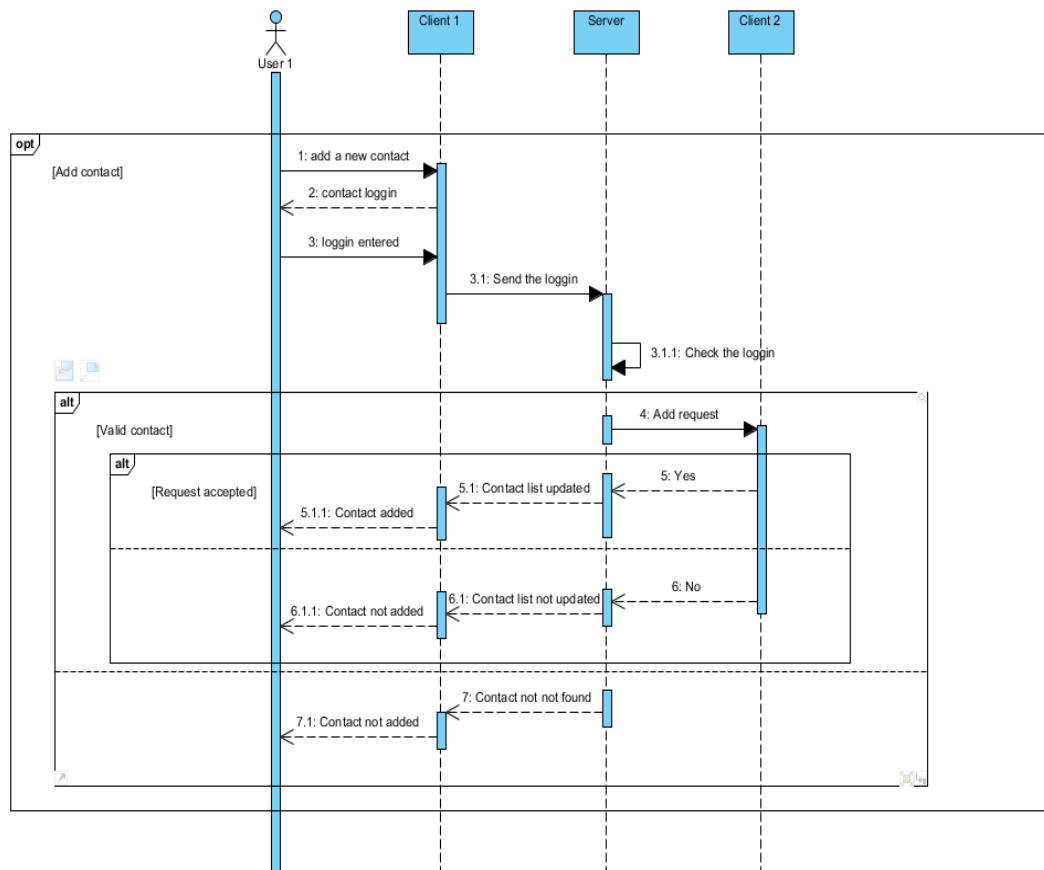 User 1
Client 1
Server
Client 2
opt
[Add contact]
1: add a new contact
2: contact loggin
3: loggin entered
3.1: Send the loggin
3.1.1: Check the loggin
alt
[Valid contact]
4: Add request
alt
[Request accepted]
5: Yes
5.1: Contact list updated
5.1.1: Contact added
6: No
6.1: Contact list not updated
6.1.1: Contact not added
7: Contact not not found
7.1: Contact not added